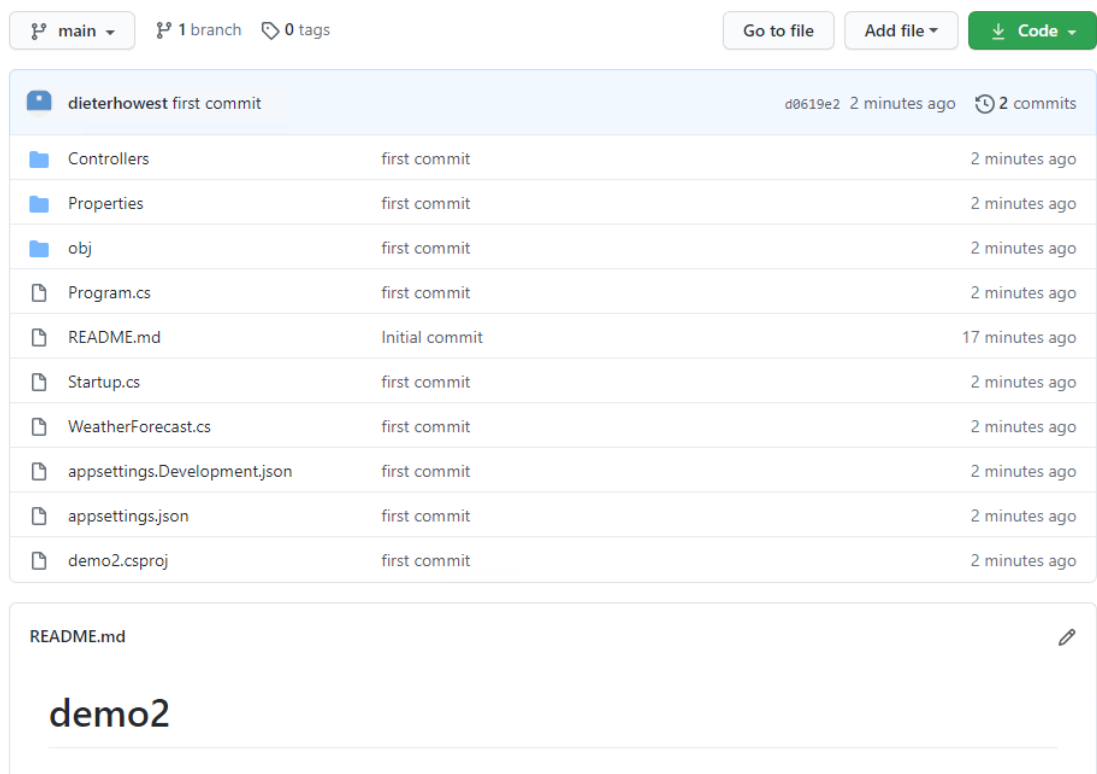 main 1 branch 0 tags Go to file Add file Code
dieterhowest first commit d0619e2 2 minutes ago 2 commits
Controllers first commit 2 minutes ago
Properties first commit 2 minutes ago
obj first commit 2 minutes ago
Program.cs first commit 2 minutes ago
README.md Initial commit 17 minutes ago
Startup.cs first commit 2 minutes ago
WeatherForecast.cs first commit 2 minutes ago
appsettings.Development.json first commit 2 minutes ago
appsettings.json first commit 2 minutes ago
demo2.csproj first commit 2 minutes ago
README.md
demo2